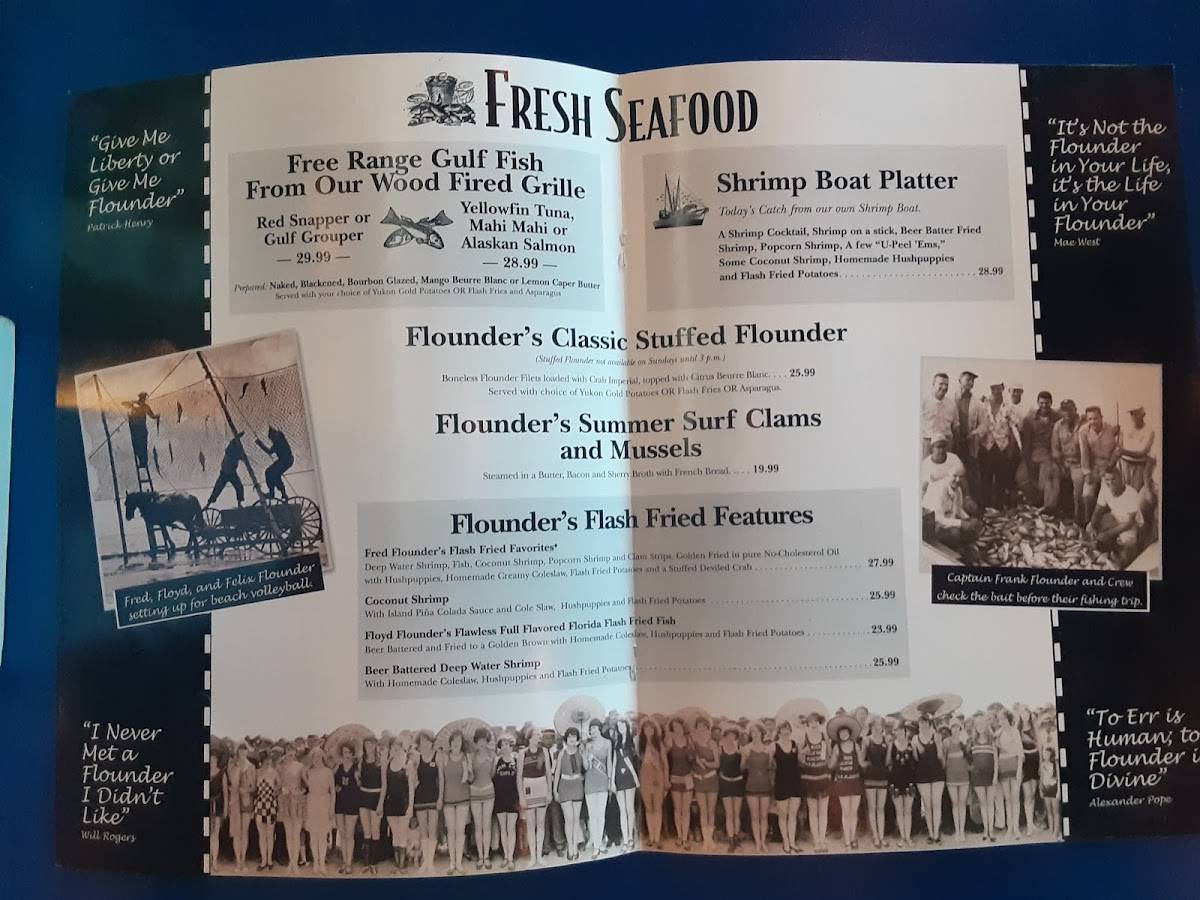 "Give Me
Liberty or
Give Me
Flounder"
Patrick Henry
FRESH SEAFOOD
Free Range Gulf Fish
From Our Wood Fired Grille
Red Snapper or
Gulf Grouper
— 29.99 —
Yellowfin Tuna,
Mahi Mahi or
Alaskan Salmon
— 28.99 —
Prepared: Naked, Blackened, Bourbon Glazed, Mango Beurre Blanc or Lemon Caper Butter
Served with your choice of Yukon Gold Potatoes OR Flash Fries and Asparagus
Shrimp Boat Platter
Today's Catch from our own Shrimp Boat.
A Shrimp Cocktail, Shrimp on a stick, Beer Batter Fried
Shrimp, Popcorn Shrimp, A few "U-Peel 'Ems,"
Some Coconut Shrimp, Homemade Hushpuppies
and Flash Fried Potatoes. . . . . . . . . . . . . . . . . . . . . . . . . 28.99
"It's Not the
Flounder
in Your Life,
it's the Life
in Your
Flounder"
Mae West
Flounder's Classic Stuffed Flounder
(Stuffed Flounder not available on Sundays until 3 p.m.)
Boneless Flounder Filets loaded with Crab Imperial, topped with Citrus Beurre Blanc. . . . 25.99
Served with choice of Yukon Gold Potatoes OR Flash Fries OR Asparagus.
Flounder's Summer Surf Clams
and Mussels
Steamed in a Butter, Bacon and Sherry Broth with French Bread. . . . . 19.99
Flounder's Flash Fried Features
Fred Flounder's Flash Fried Favorites*
Deep Water Shrimp, Fish, Coconut Shrimp, Popcorn Shrimp and Clam Strips, Golden Fried in pure No-Cholesterol Oil
with Hushpuppies, Homemade Creamy Coleslaw, Flash Fried Potatoes and a Stuffed Deviled Crab . . . . . . . . . . . . . . . . . . . . 27.99
Coconut Shrimp
With Island Piña Colada Sauce and Cole Slaw, Hushpuppies and Flash Fried Potatoes . . . . . . . . . . . . . . . . . . . . . . . . . . . . 25.99
Floyd Flounder's Flawless Full Flavored Florida Flash Fried Fish
Beer Battered and Fried to a Golden Brown with Homemade Coleslaw, Hushpuppies and Flash Fried Potatoes . . . . . . . . . . . 23.99
Beer Battered Deep Water Shrimp
With Homemade Coleslaw, Hushpuppies and Flash Fried Potatoes. . . . . . . . . . . . . . . . . . . . . . . . . . . . . . . . . . . . . . . . 25.99
Fred, Floyd, and Felix Flounder
setting up for beach volleyball.
Captain Frank Flounder and Crew
check the bait before their fishing trip.
"I Never
Met a
Flounder
I Didn't
Like"
Will Rogers
"To Err is
Human; to
Flounder i
Divine"
Alexander Pope